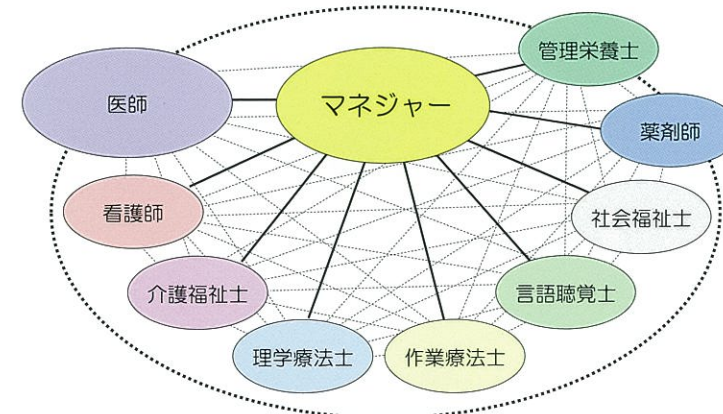 管理栄養士
医師
マネジャー
薬剤師
看護師
社会福祉士
介護福祉士
言語聴覚士
理学療法士
作業療法士